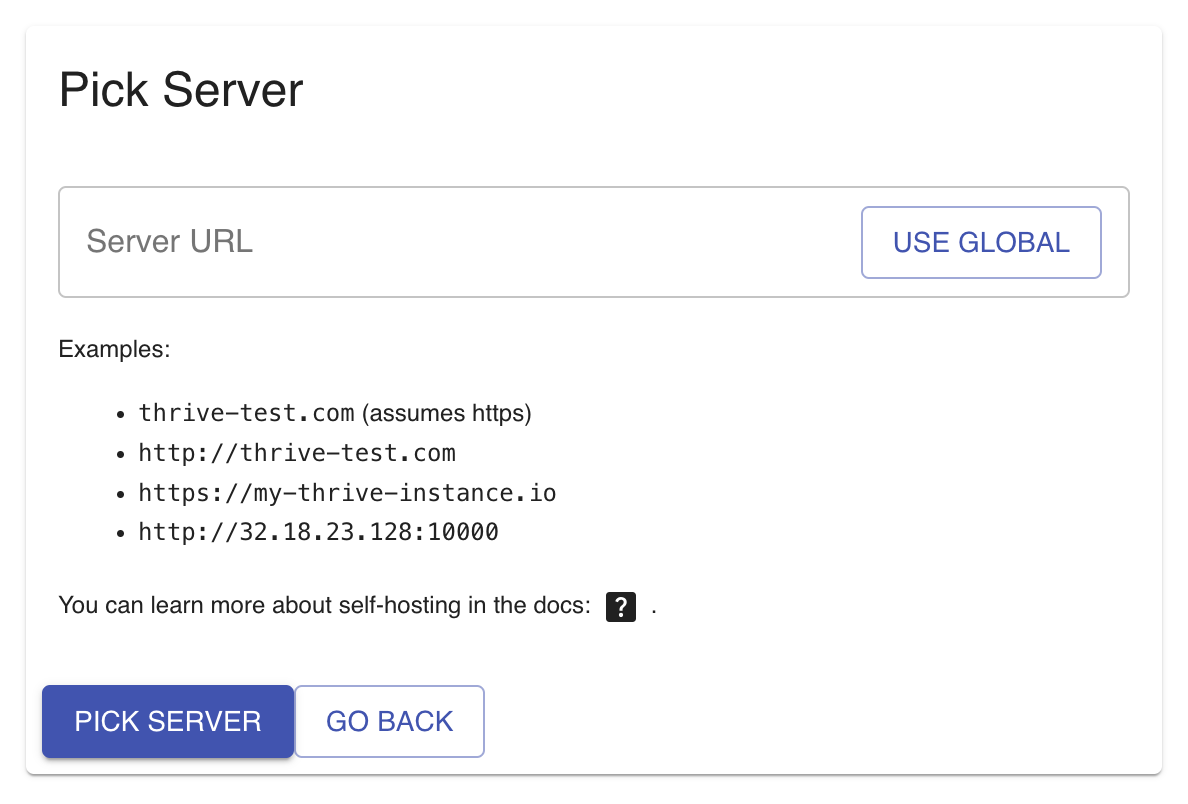 Pick Server
Server URL
USE GLOBAL
Examples:
• thrive-test.com (assumes https)
• http://thrive-test.com
• https://my-thrive-instance.io
• http://32.18.23.128:10000
You can learn more about self-hosting in the docs: ? .
PICK SERVER
GO BACK